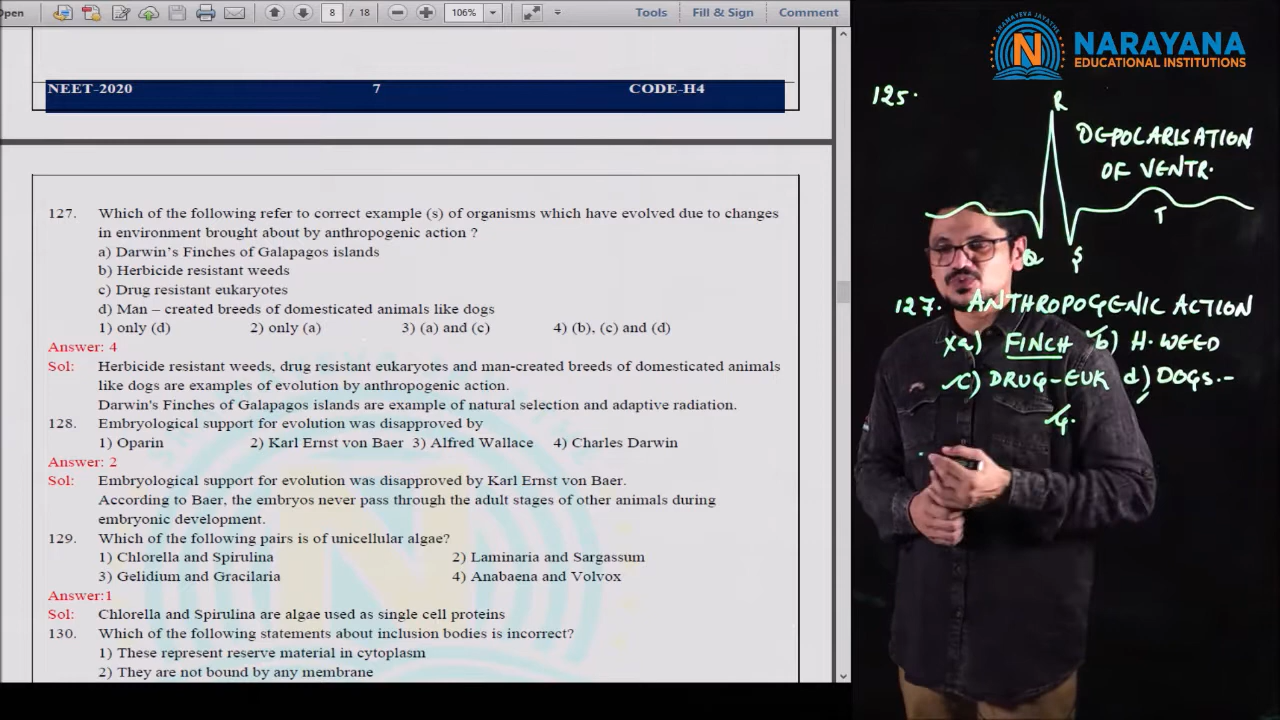 Open
8 / 18
106%
Tools
Fill & Sign
Comment
NEET-2020 7 CODE-H4
127. Which of the following refer to correct example (s) of organisms which have evolved due to changes
in environment brought about by anthropogenic action ?
a) Darwin's Finches of Galapagos islands
b) Herbicide resistant weeds
c) Drug resistant eukaryotes
d) Man – created breeds of domesticated animals like dogs
1) only (d) 2) only (a) 3) (a) and (c) 4) (b), (c) and (d)
Answer: 4
Sol: Herbicide resistant weeds, drug resistant eukaryotes and man-created breeds of domesticated animals
like dogs are examples of evolution by anthropogenic action.
Darwin's Finches of Galapagos islands are example of natural selection and adaptive radiation.
128. Embryological support for evolution was disapproved by
1) Oparin 2) Karl Ernst von Baer 3) Alfred Wallace 4) Charles Darwin
Answer: 2
Sol: Embryological support for evolution was disapproved by Karl Ernst von Baer.
According to Baer, the embryos never pass through the adult stages of other animals during
embryonic development.
129. Which of the following pairs is of unicellular algae?
1) Chlorella and Spirulina 2) Laminaria and Sargassum
3) Gelidium and Gracilaria 4) Anabaena and Volvox
Answer:1
Sol: Chlorella and Spirulina are algae used as single cell proteins
130. Which of the following statements about inclusion bodies is incorrect?
1) These represent reserve material in cytoplasm
2) They are not bound by any membrane
NARAYANA
EDUCATIONAL INSTITUTIONS
N
125.
R
DEPOLARISATION
OF VENTR.
T
Q S
127. ANTHROPOGENIC ACTION
xa) FINCH b) H. WEED
c) DRUG-EUK d) DOGS.-
4.